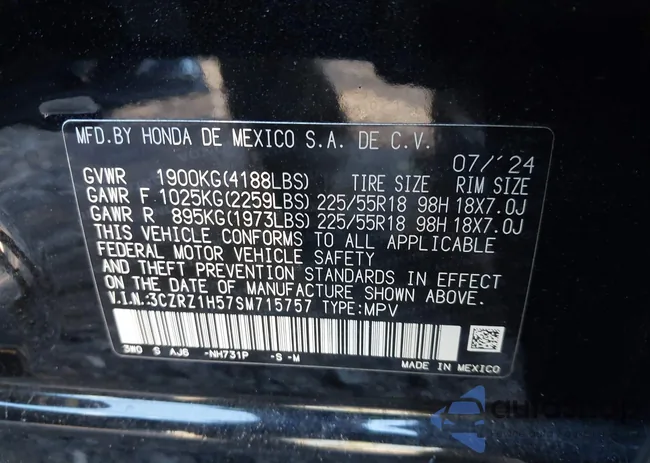 MFD.BY HONDA DE MEXICO S.A. DE C.V.
07/'24
GVWR 1900KG(4188LBS) TIRE SIZE RIM SIZE
GAWR F 1025KG(2259LBS) 225/55R18 98H 18X7.0J
GAWR R 895KG(1973LBS) 225/55R18 98H 18X7.0J
THIS VEHICLE CONFORMS TO ALL APPLICABLE
FEDERAL MOTOR VEHICLE SAFETY
AND THEFT PREVENTION STANDARDS IN EFFECT
ON THE DATE OF MANUFACTURE SHOWN ABOVE.
V.I.N.:3CZRZ1H57SM715757 TYPE:MPV
3W0 S AJ6 -NH731P -S -M
MADE IN MEXICO
autoshop